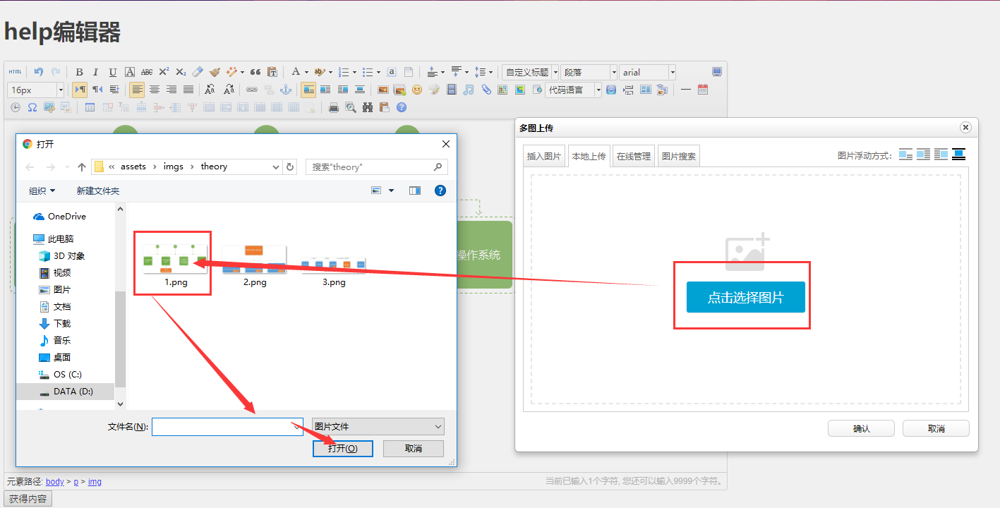 help编辑器
HTML B I U A ABC X² X₂ A 自定义标题 段落 arial
16px 代码语言
打开
« assets › imgs › theory 搜索"theory"
组织 新建文件夹
OneDrive
此电脑
3D 对象
视频
图片
文档
下载
音乐
桌面
OS (C:)
DATA (D:)
1.png 2.png 3.png
文件名(N): 图片文件
打开(O) 取消
操作系统
多图上传
插入图片 本地上传 在线管理 图片搜索 图片浮动方式:
点击选择图片
确认 取消
元素路径: body > p > img 当前已输入1个字符, 您还可以输入9999个字符。
获得内容